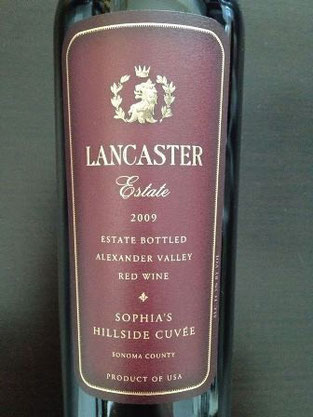 LANCASTER
Estate
2009
ESTATE BOTTLED
ALEXANDER VALLEY
RED WINE
SOPHIA'S
HILLSIDE CUVÉE
SONOMA COUNTY
PRODUCT OF USA